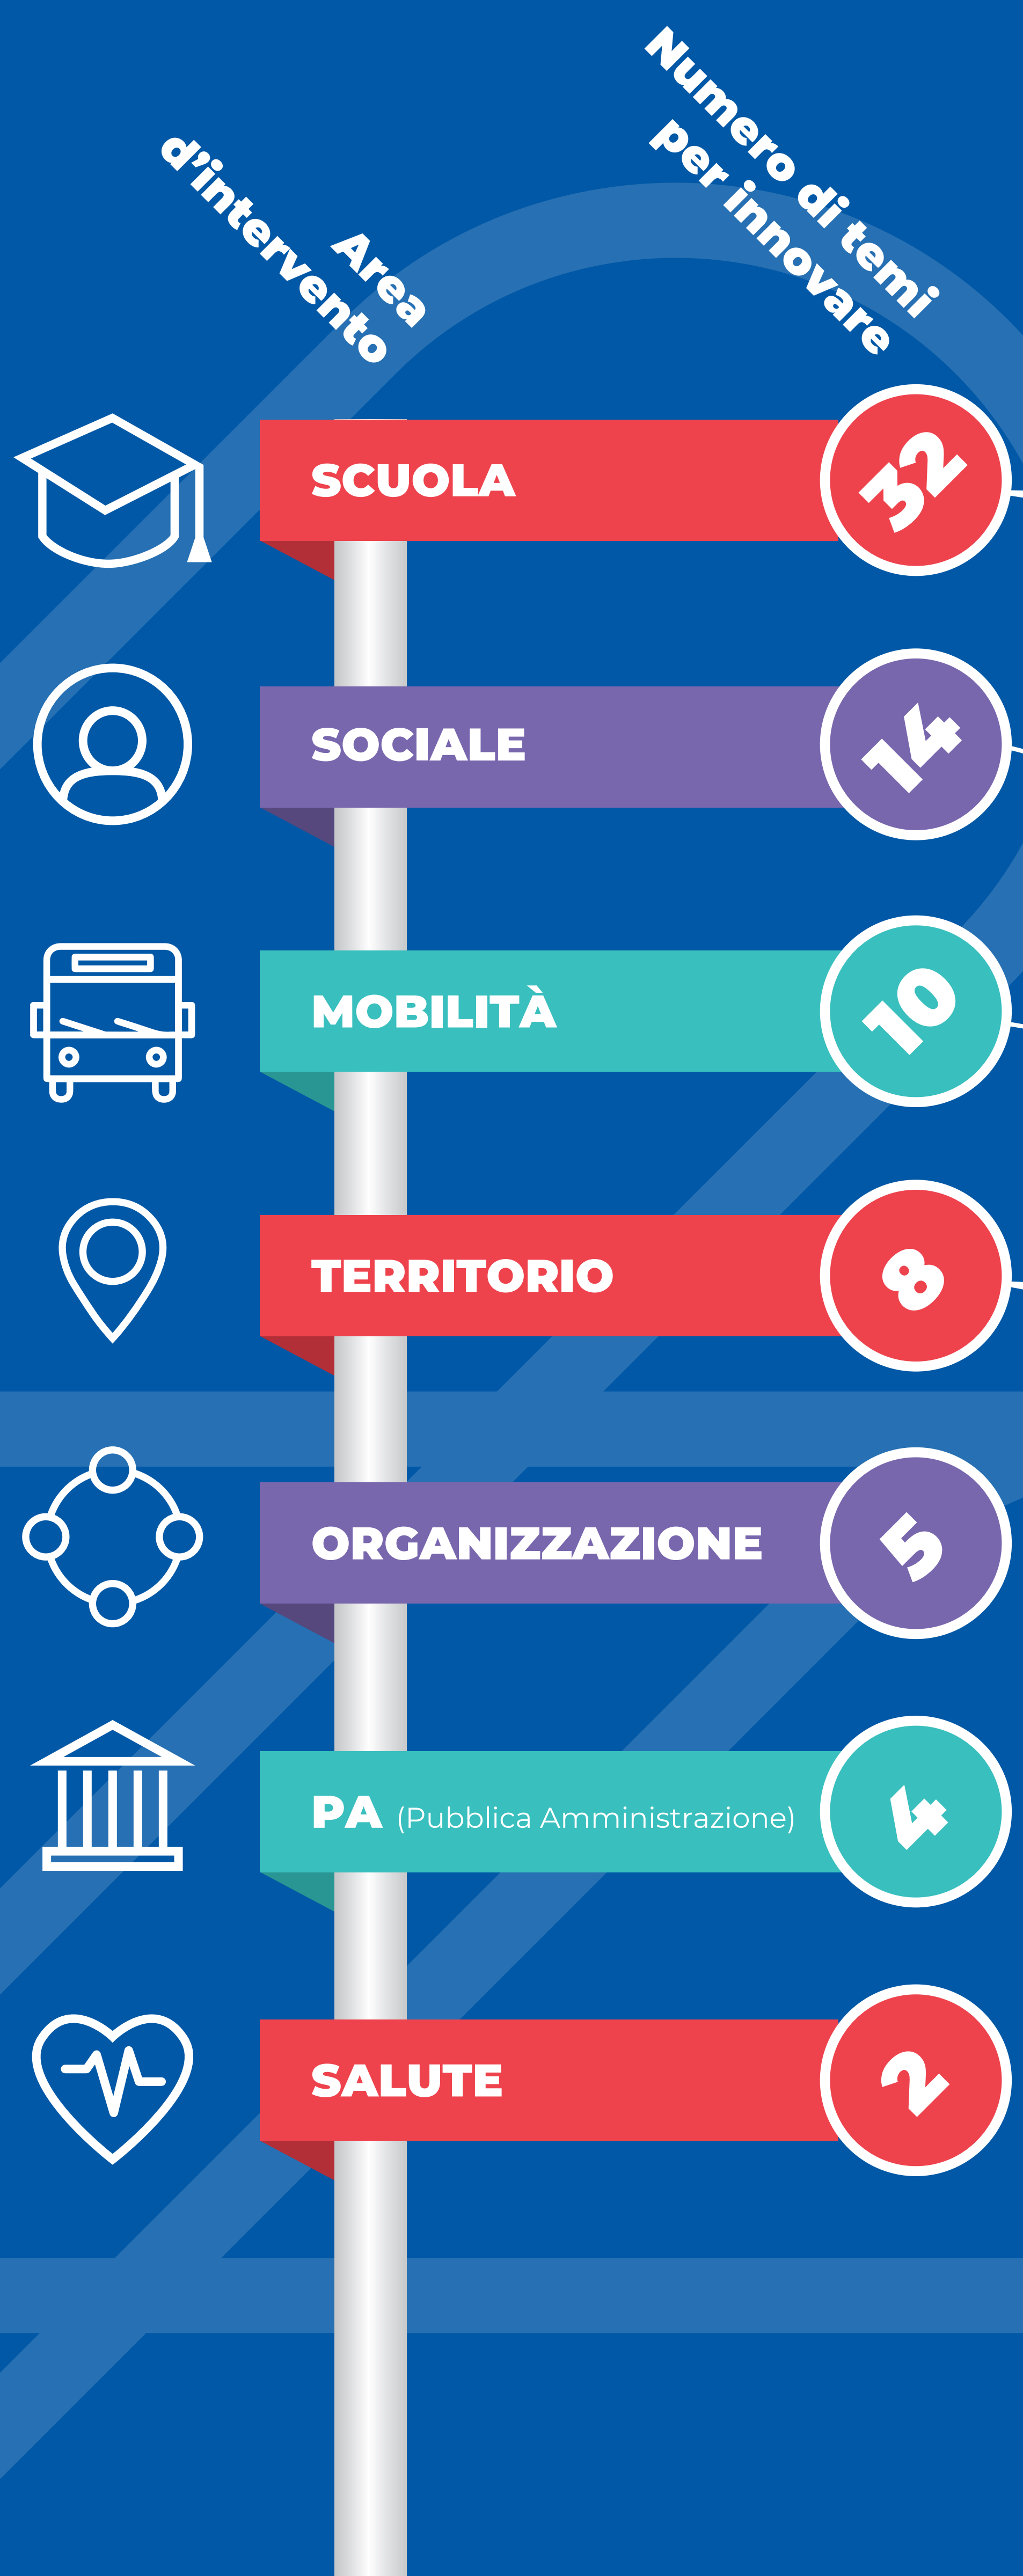 Area
d’intervento
Numero di temi
per innovare
SCUOLA
32
SOCIALE
14
MOBILITÀ
10
TERRITORIO
8
ORGANIZZAZIONE
5
PA (Pubblica Amministrazione)
4
SALUTE
2